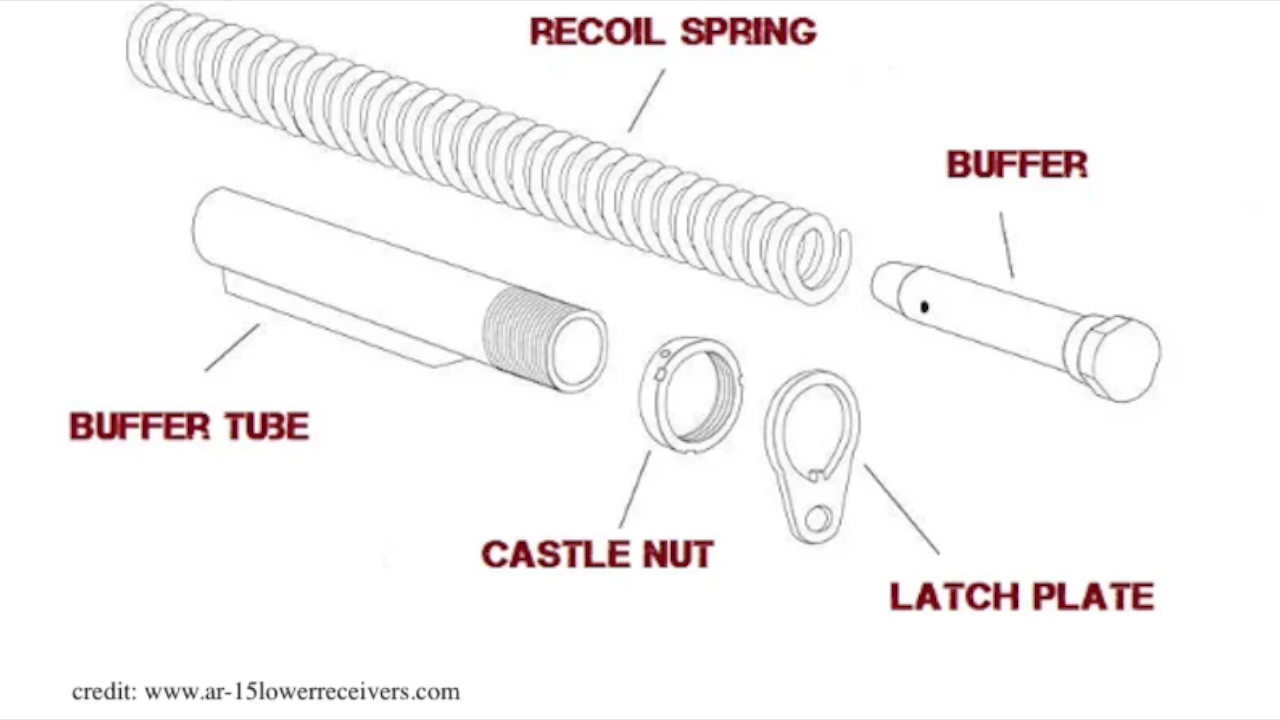 RECOIL SPRING
BUFFER
BUFFER TUBE
CASTLE NUT
LATCH PLATE
credit: www.ar-15lowerreceivers.com